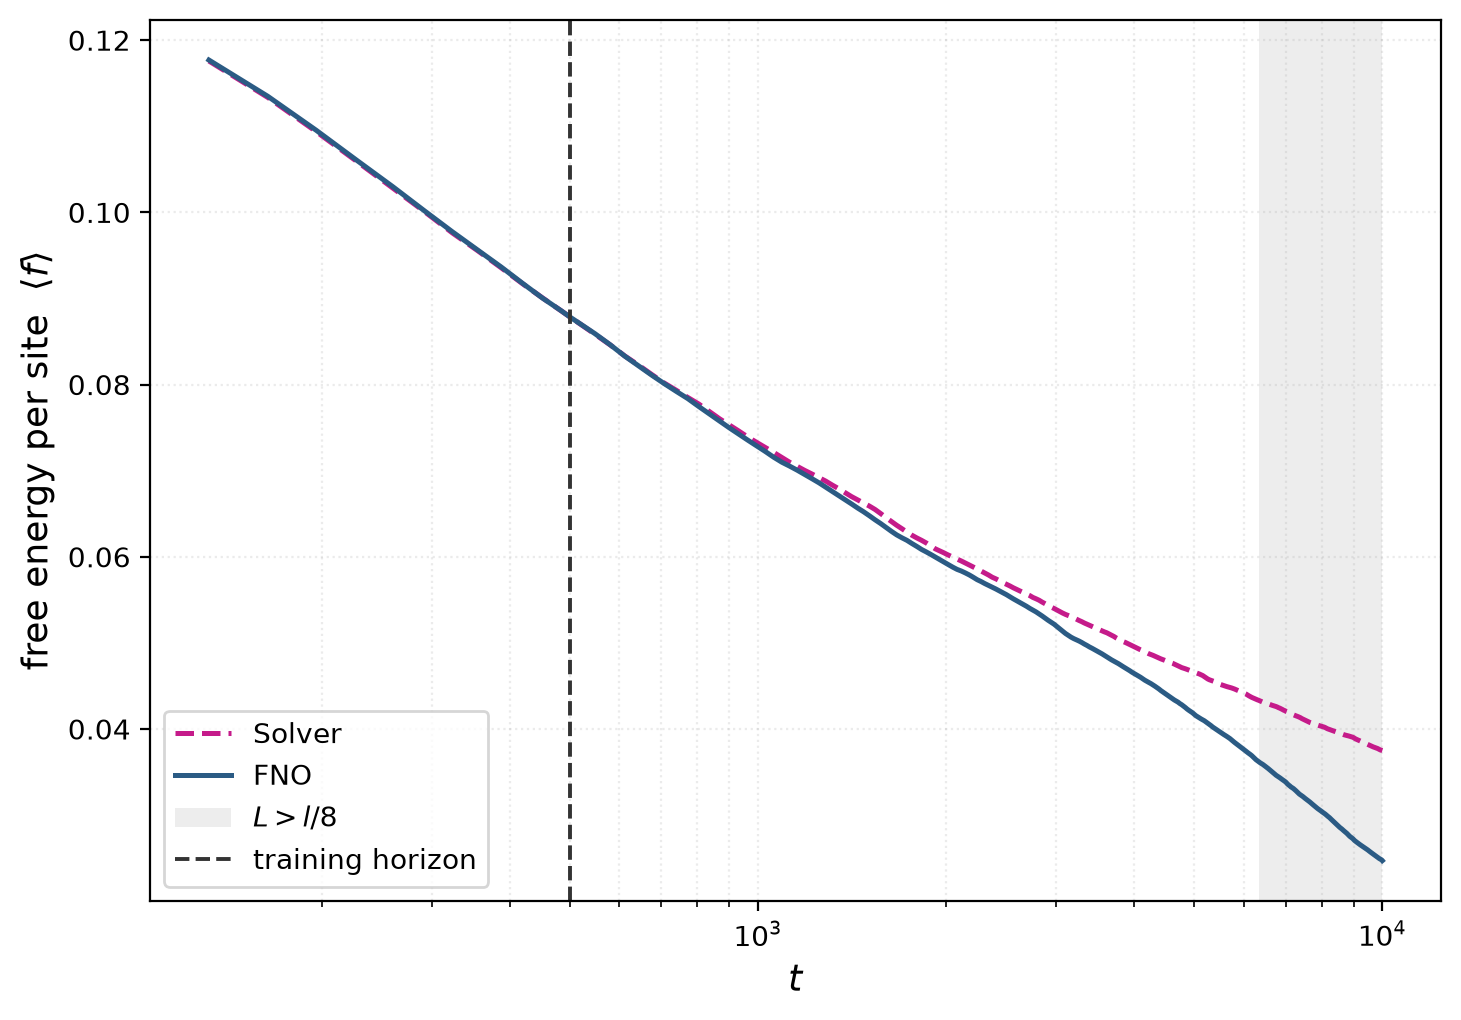 0.12
0.10
0.08
0.06
0.04
free energy per site ⟨f⟩
Solver
FNO
L > l/8
training horizon
10³
10⁴
t